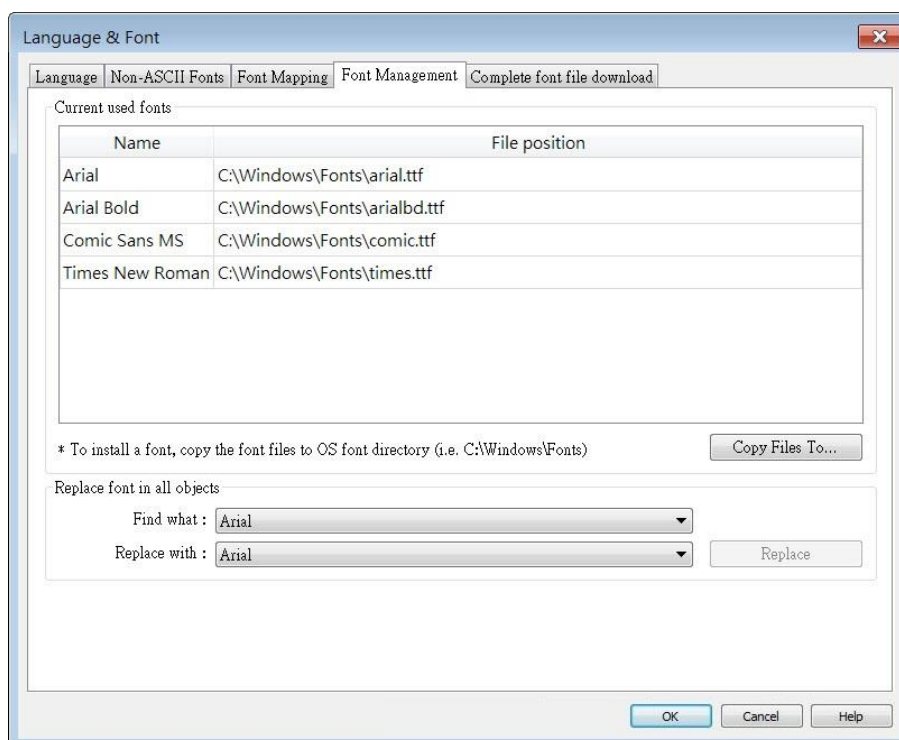 Language & Font
Language Non-ASCII Fonts Font Mapping Font Management Complete font file download
Current used fonts
Name File position
Arial C:\Windows\Fonts\arial.ttf
Arial Bold C:\Windows\Fonts\arialbd.ttf
Comic Sans MS C:\Windows\Fonts\comic.ttf
Times New Roman C:\Windows\Fonts\times.ttf
* To install a font, copy the font files to OS font directory (i.e. C:\Windows\Fonts) Copy Files To...
Replace font in all objects
Find what : Arial
Replace with : Arial Replace
OK Cancel Help